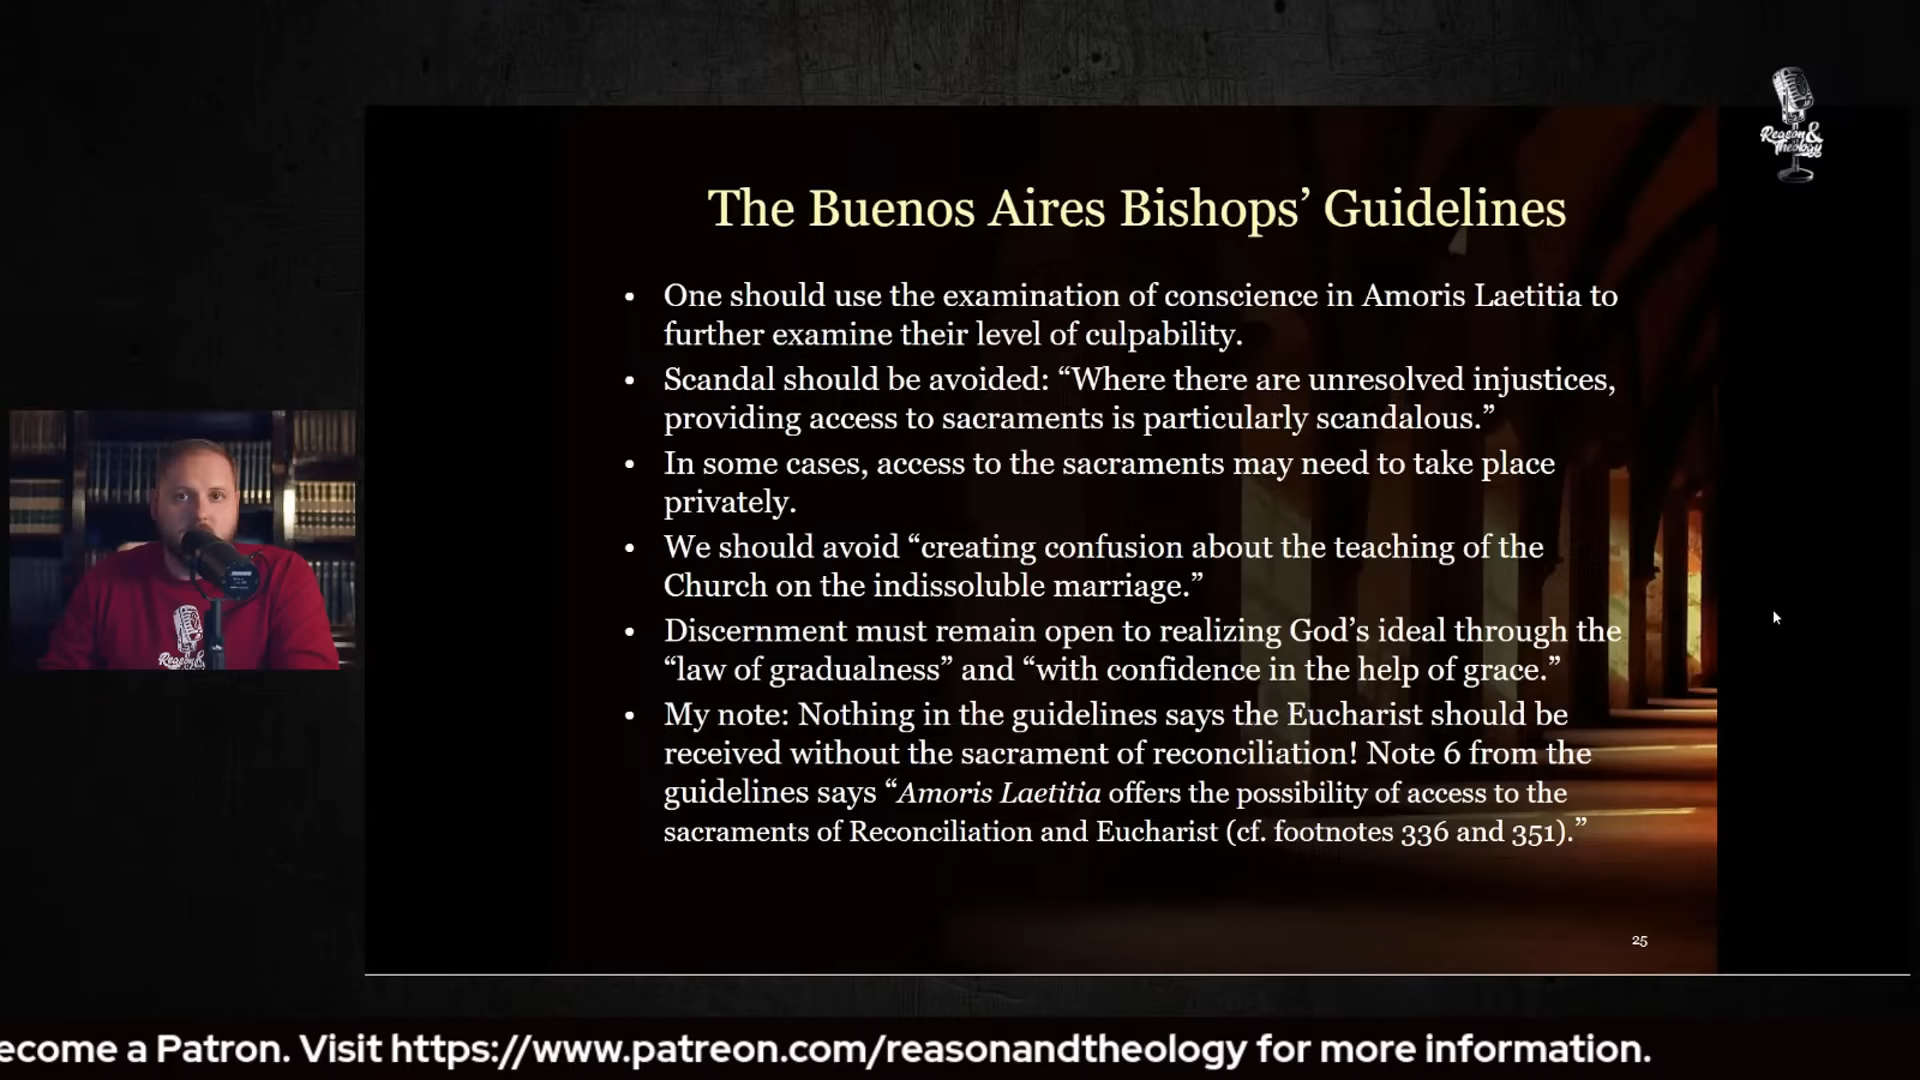 Reason &
Theology
The Buenos Aires Bishops’ Guidelines
• One should use the examination of conscience in Amoris Laetitia to
further examine their level of culpability.
• Scandal should be avoided: “Where there are unresolved injustices,
providing access to sacraments is particularly scandalous.”
• In some cases, access to the sacraments may need to take place
privately.
• We should avoid “creating confusion about the teaching of the
Church on the indissoluble marriage.”
• Discernment must remain open to realizing God’s ideal through the
“law of gradualness” and “with confidence in the help of grace.”
• My note: Nothing in the guidelines says the Eucharist should be
received without the sacrament of reconciliation! Note 6 from the
guidelines says “Amoris Laetitia offers the possibility of access to the
sacraments of Reconciliation and Eucharist (cf. footnotes 336 and 351).”
25
Reason &
ecome a Patron. Visit https://www.patreon.com/reasonandtheology for more information.